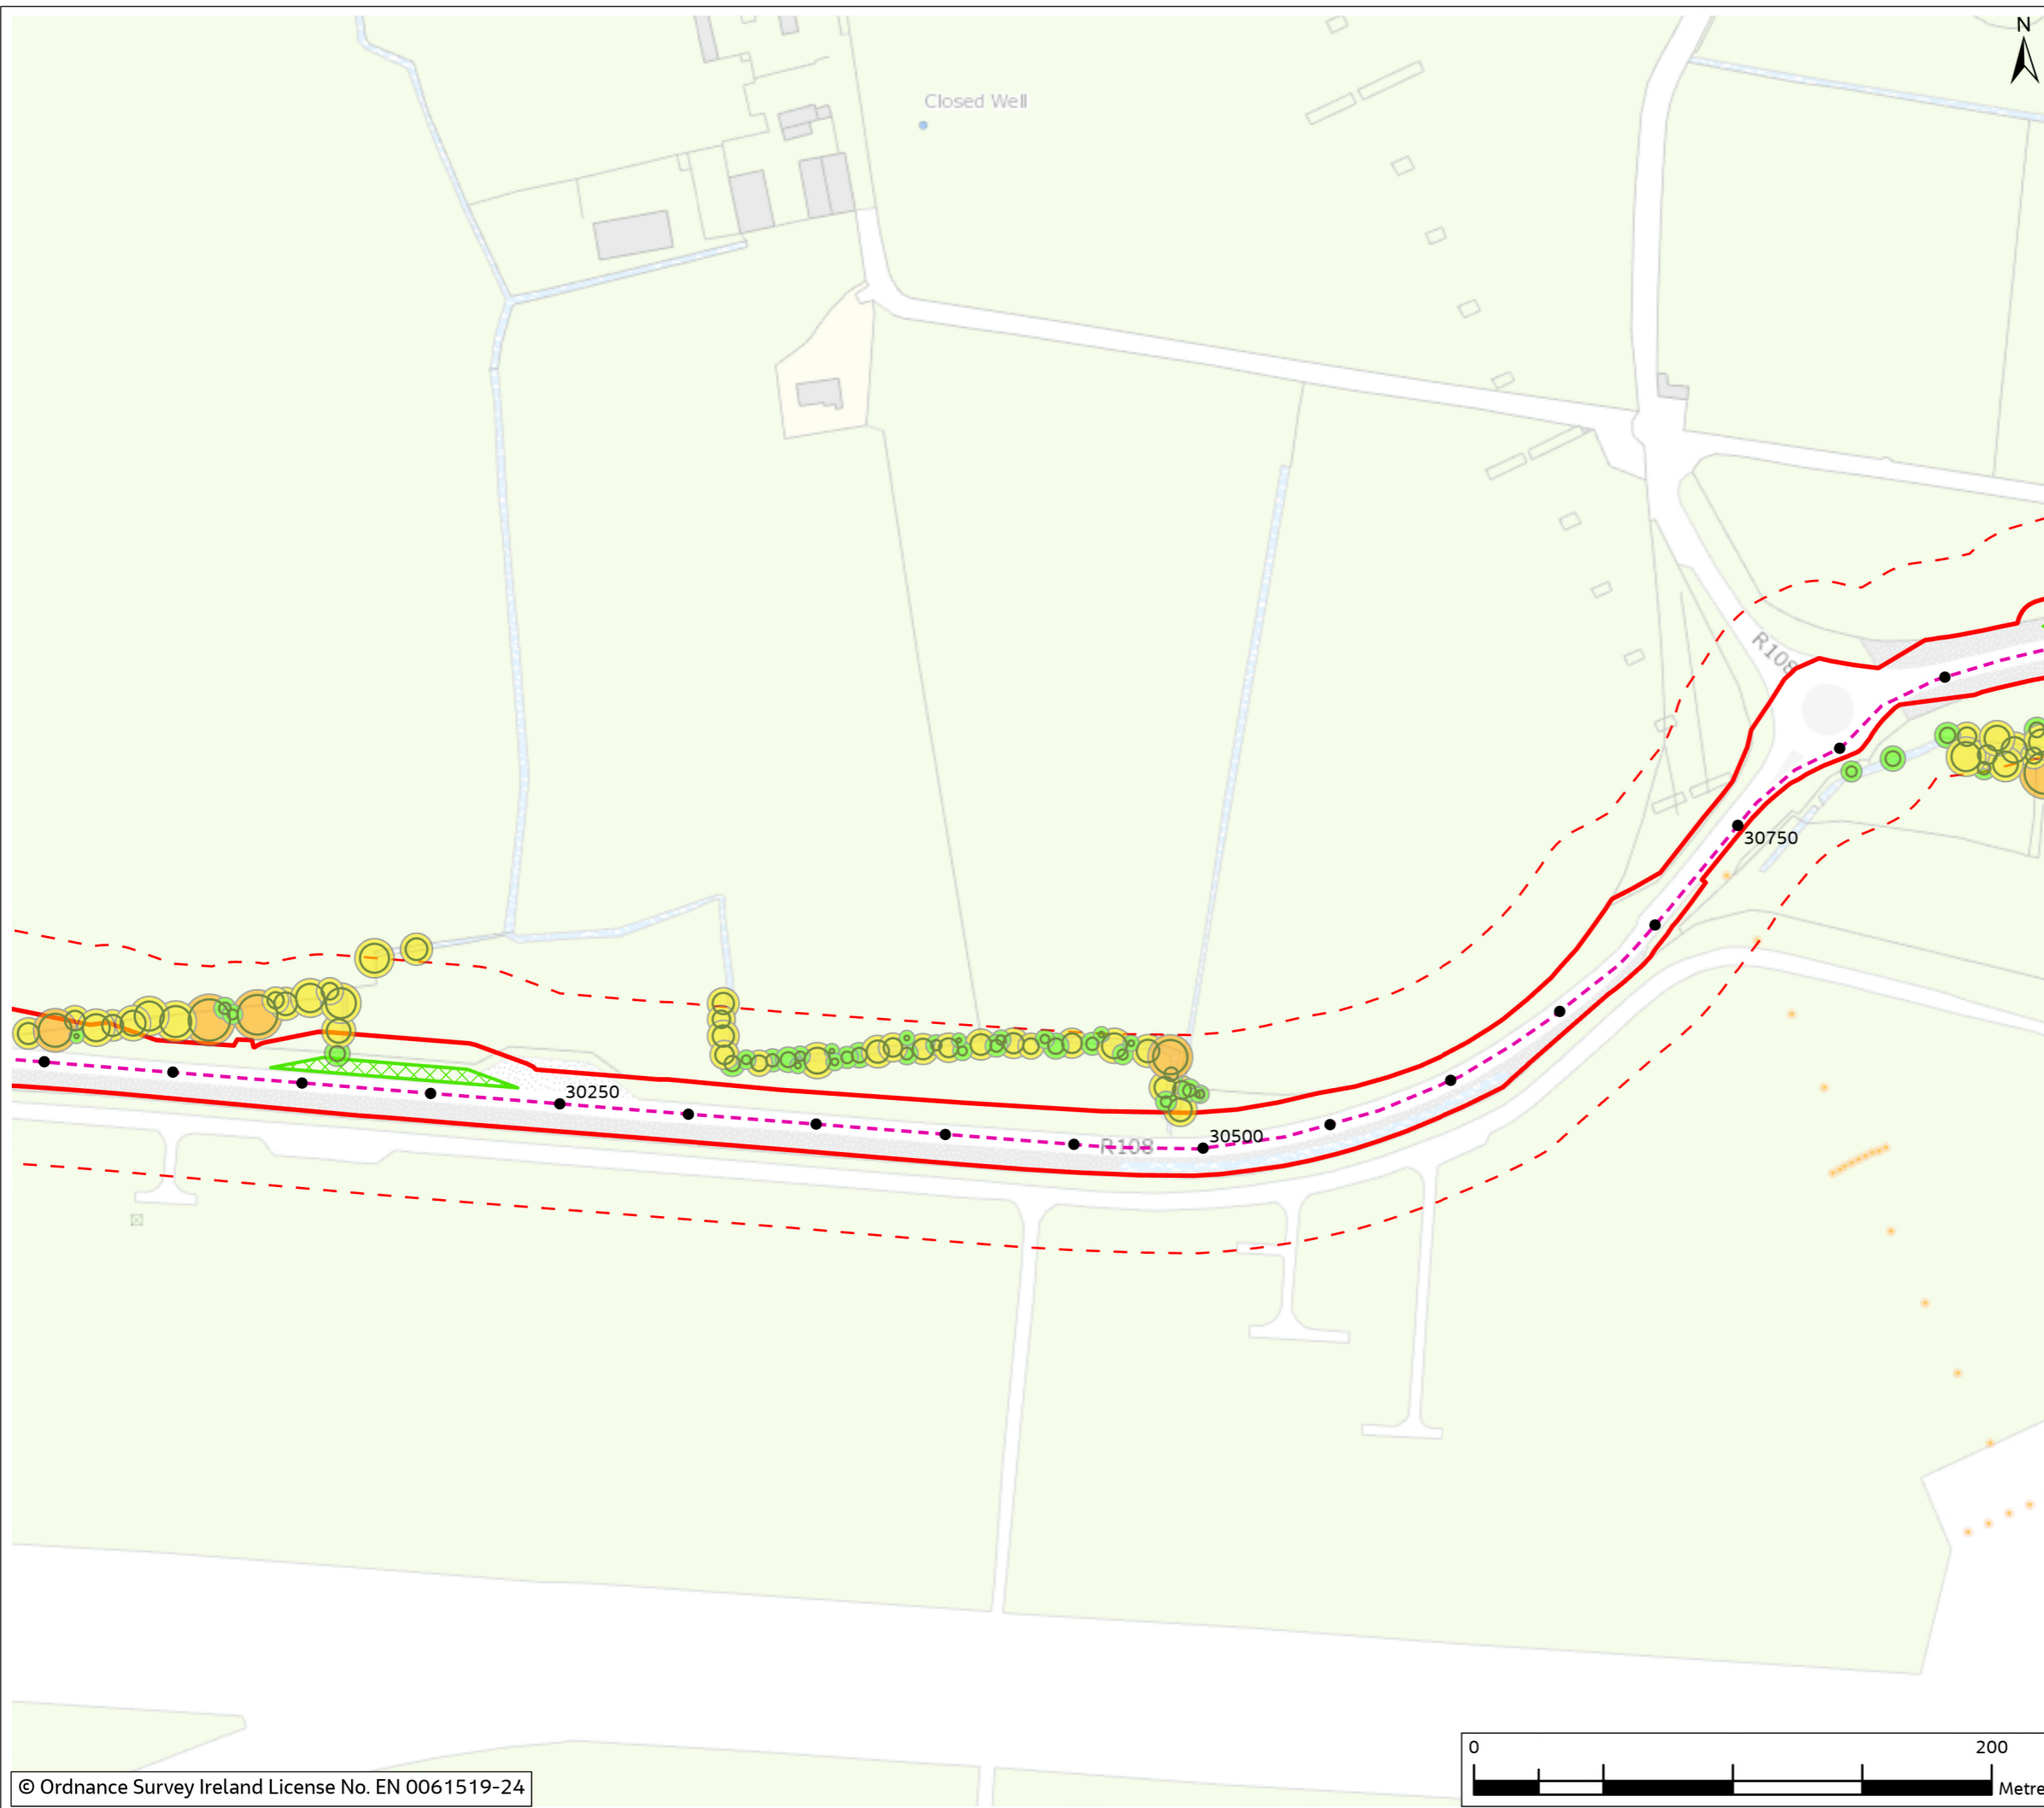 N
Closed Well
R108
30750
30250
30500
R108
0 200
Metre
© Ordnance Survey Ireland License No. EN 0061519-24